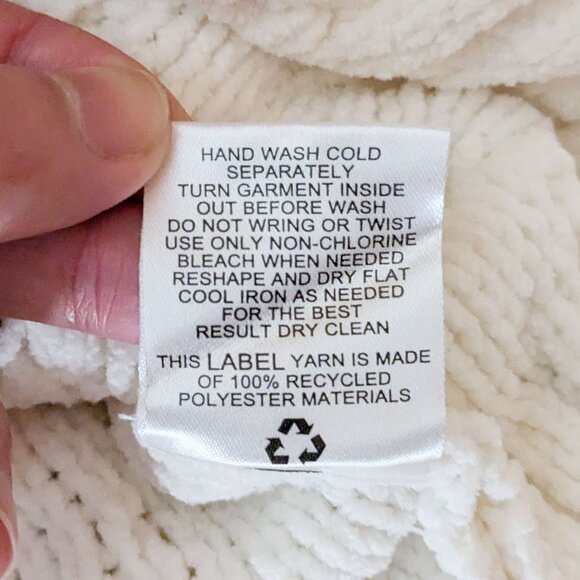 HAND WASH COLD
SEPARATELY
TURN GARMENT INSIDE
OUT BEFORE WASH
DO NOT WRING OR TWIST
USE ONLY NON-CHLORINE
BLEACH WHEN NEEDED
RESHAPE AND DRY FLAT
COOL IRON AS NEEDED
FOR THE BEST
RESULT DRY CLEAN
THIS LABEL YARN IS MADE
OF 100% RECYCLED
POLYESTER MATERIALS